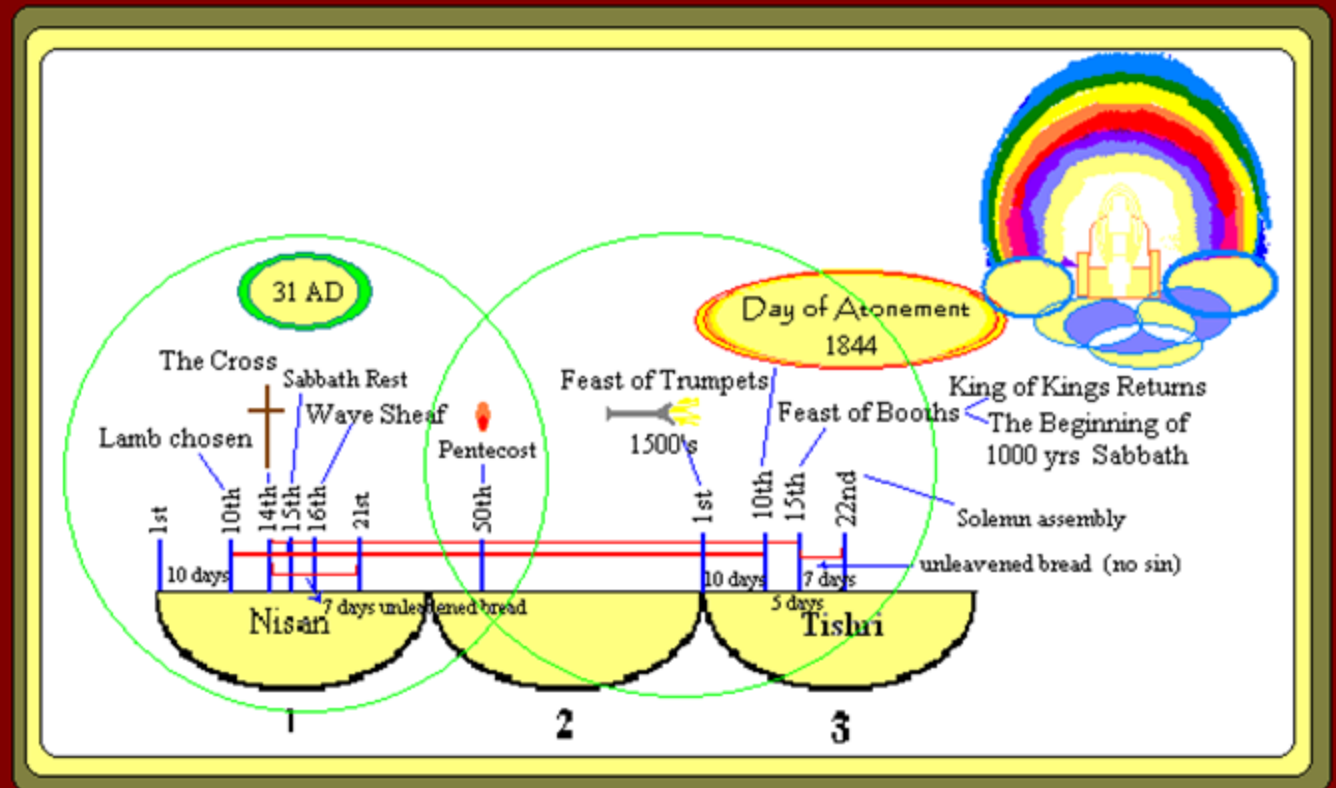 31 AD
Day of Atonement
1844
The Cross
Sabbath Rest
Wave Sheaf
Lamb chosen
Pentecost
Feast of Trumpets
1500's
Feast of Booths
King of Kings Returns
The Beginning of
1000 yrs Sabbath
Solemn assembly
unleavened bread (no sin)
1st
10th
14th
15th
16th
21st
50th
1st
10th
15th
22nd
10 days
7 days unleavened bread
10 days
7 days
5 days
Nisan
Tishri
1
2
3